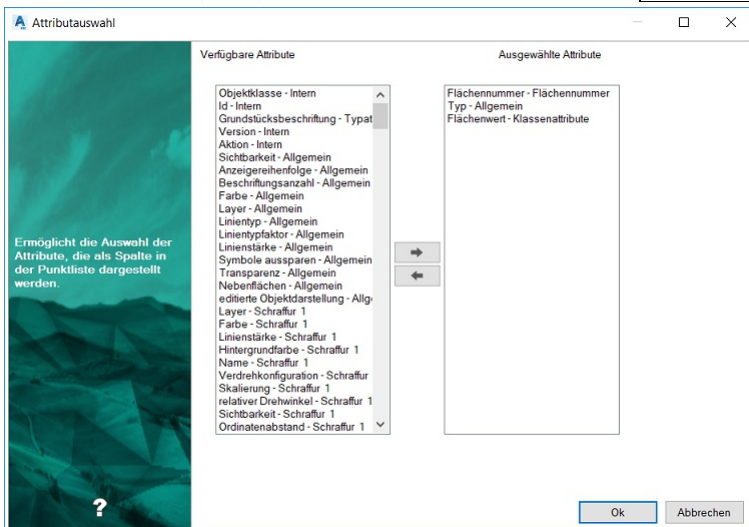 Attributauswahl
Verfügbare Attribute
Ausgewählte Attribute
Objektklasse - Intern
Id - Intern
Grundstücksbeschriftung - Typat
Version - Intern
Aktion - Intern
Sichtbarkeit - Allgemein
Anzeigereihenfolge - Allgemein
Beschriftungsanzahl - Allgemein
Farbe - Allgemein
Layer - Allgemein
Linientyp - Allgemein
Linientypfaktor - Allgemein
Linienstärke - Allgemein
Symbole aussparen - Allgemein
Transparenz - Allgemein
Nebenflächen - Allgemein
editierte Objektdarstellung - Allg
Layer - Schraffur 1
Farbe - Schraffur 1
Linienstärke - Schraffur 1
Hintergrundfarbe - Schraffur 1
Name - Schraffur 1
Verdrehkonfiguration - Schraffur
Skalierung - Schraffur 1
relativer Drehwinkel - Schraffur 1
Sichtbarkeit - Schraffur 1
Ordinatenabstand - Schraffur 1
Flächennummer - Flächennummer
Typ - Allgemein
Flächenwert - Klassenattribute
Ermöglicht die Auswahl der
Attribute, die als Spalte in
der Punktliste dargestellt
werden.
?
Ok
Abbrechen